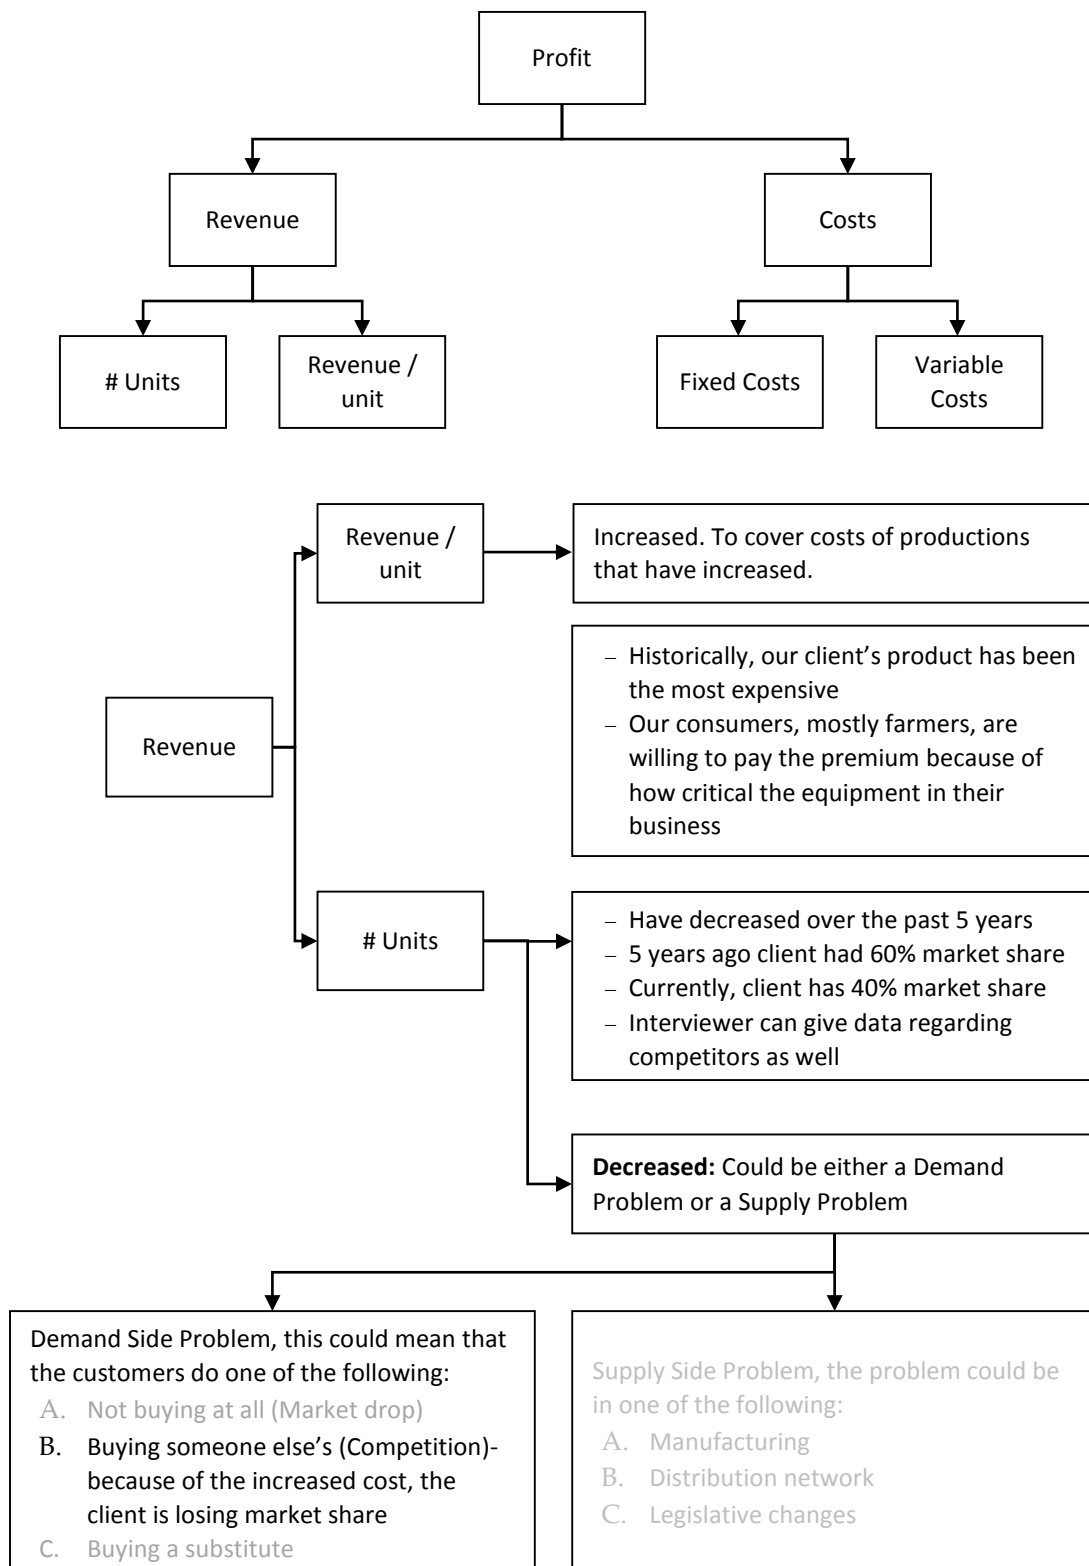 Profit
Revenue
Costs
# Units
Revenue /
unit
Fixed Costs
Variable
Costs
Revenue /
unit
Increased. To cover costs of productions
that have increased.
– Historically, our client's product has been
the most expensive
– Our consumers, mostly farmers, are
willing to pay the premium because of
how critical the equipment in their
business
Revenue
# Units
– Have decreased over the past 5 years
– 5 years ago client had 60% market share
– Currently, client has 40% market share
– Interviewer can give data regarding
competitors as well
Decreased: Could be either a Demand
Problem or a Supply Problem
Demand Side Problem, this could mean that
the customers do one of the following:
A. Not buying at all (Market drop)
B. Buying someone else's (Competition)-
because of the increased cost, the
client is losing market share
C. Buying a substitute
Supply Side Problem, the problem could be
in one of the following:
A. Manufacturing
B. Distribution network
C. Legislative changes